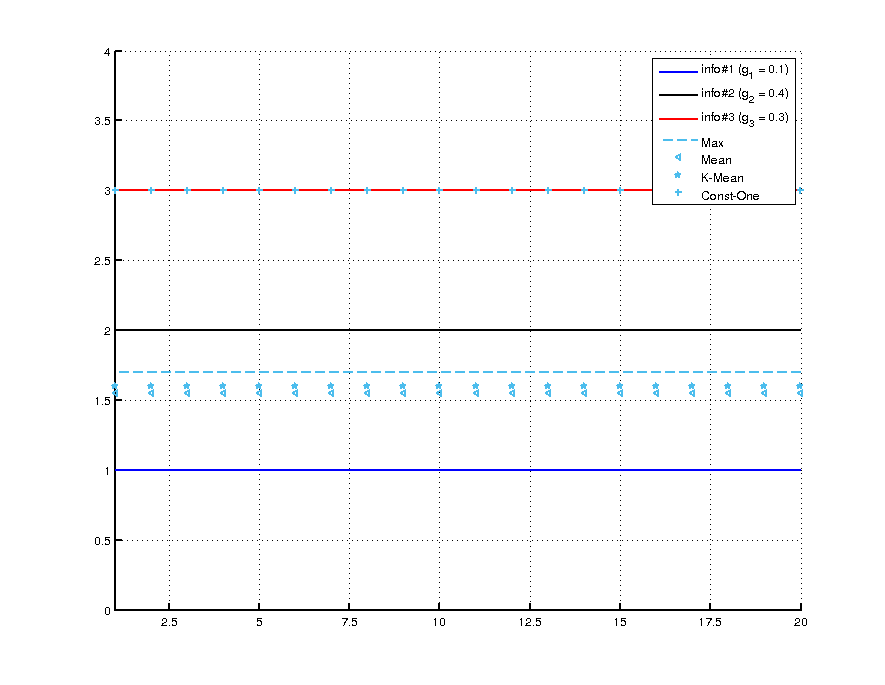 4
3.5
3
2.5
2
1.5
1
0.5
0
2.5 5 7.5 10 12.5 15 17.5 20
info#1 (g1 = 0.1)
info#2 (g2 = 0.4)
info#3 (g3 = 0.3)
Max
Mean
K-Mean
Const-One